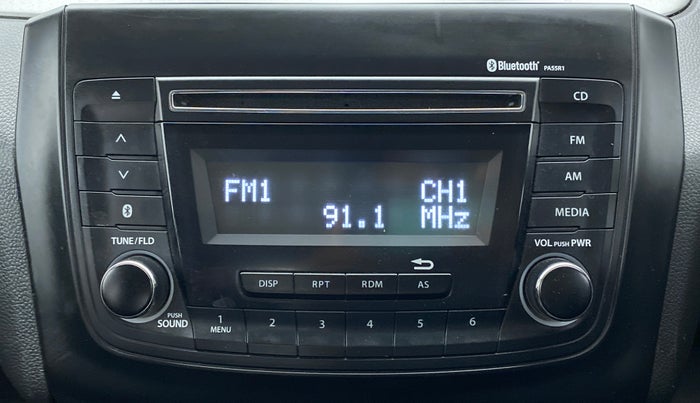 Bluetooth PA55R1
CD
FM
AM
MEDIA
FM1 CH1
91.1 MHz
TUNE/FLD
VOL PUSH PWR
DISP RPT RDM AS
PUSH
SOUND
1 2 3 4 5 6
MENU